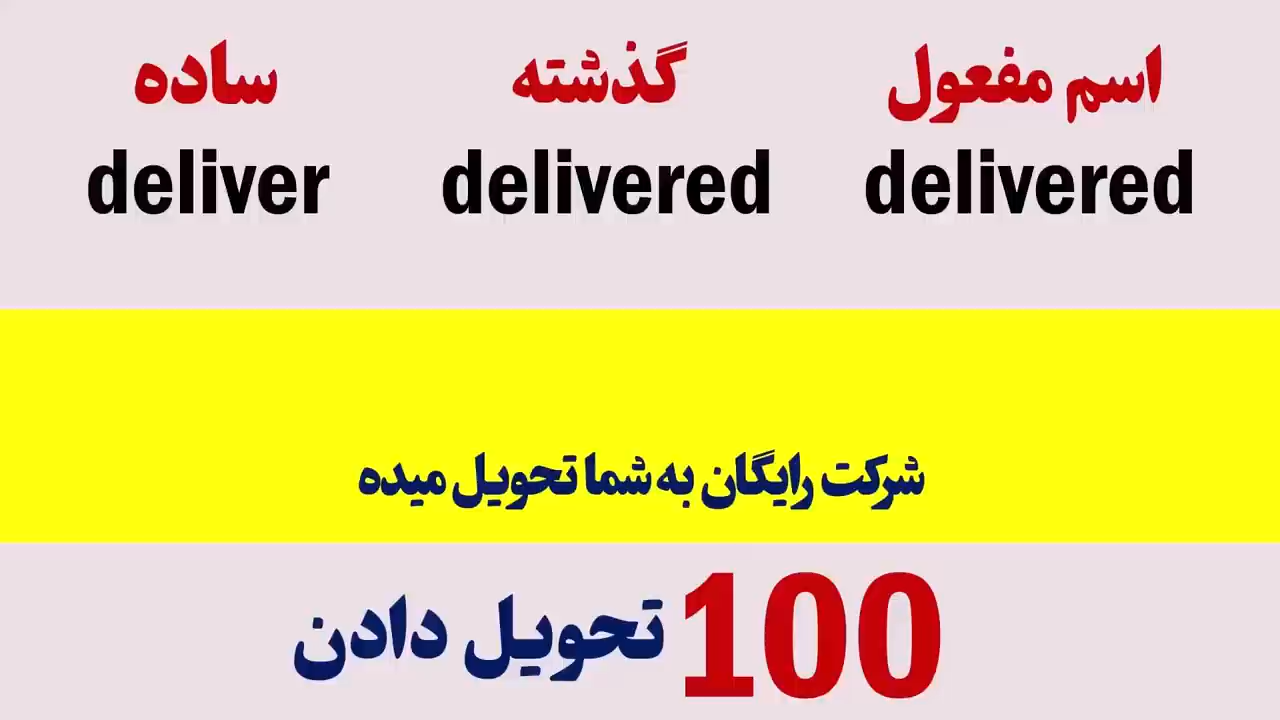 ساده گذشته اسم مفعول
deliver delivered delivered
شرکت رایگان به شما تحویل میده
100 تحویل دادن